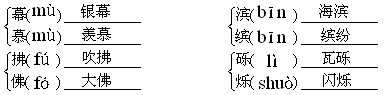 幕(mù) 银幕 滨(bīn) 海滨
慕(mù) 羡慕 缤(bīn) 缤纷
拂(fú) 吹拂 砾(lì) 瓦砾
佛(fó) 大佛 烁(shuò) 闪烁